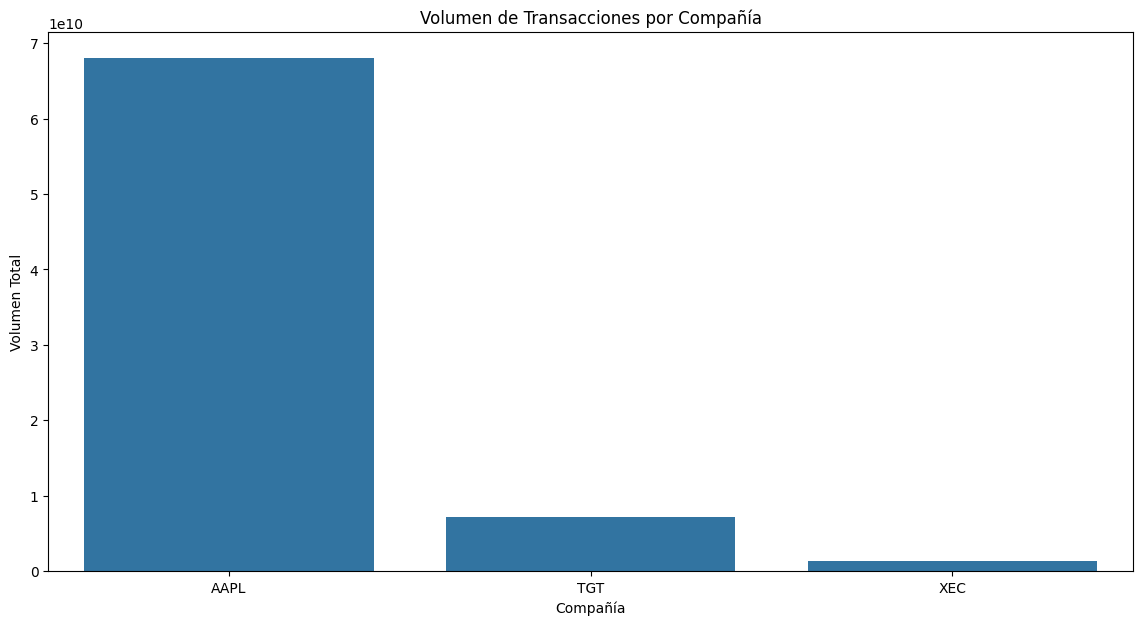 Volumen de Transacciones por Compañía
1e10
7
6
5
4
3
2
1
0
Volumen Total
AAPL
TGT
XEC
Compañía